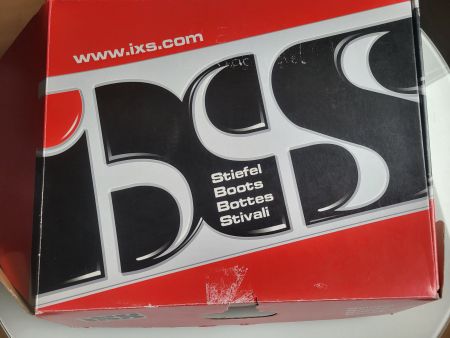 www.ixs.com
ixs
Stiefel
Boots
Bottes
Stivali